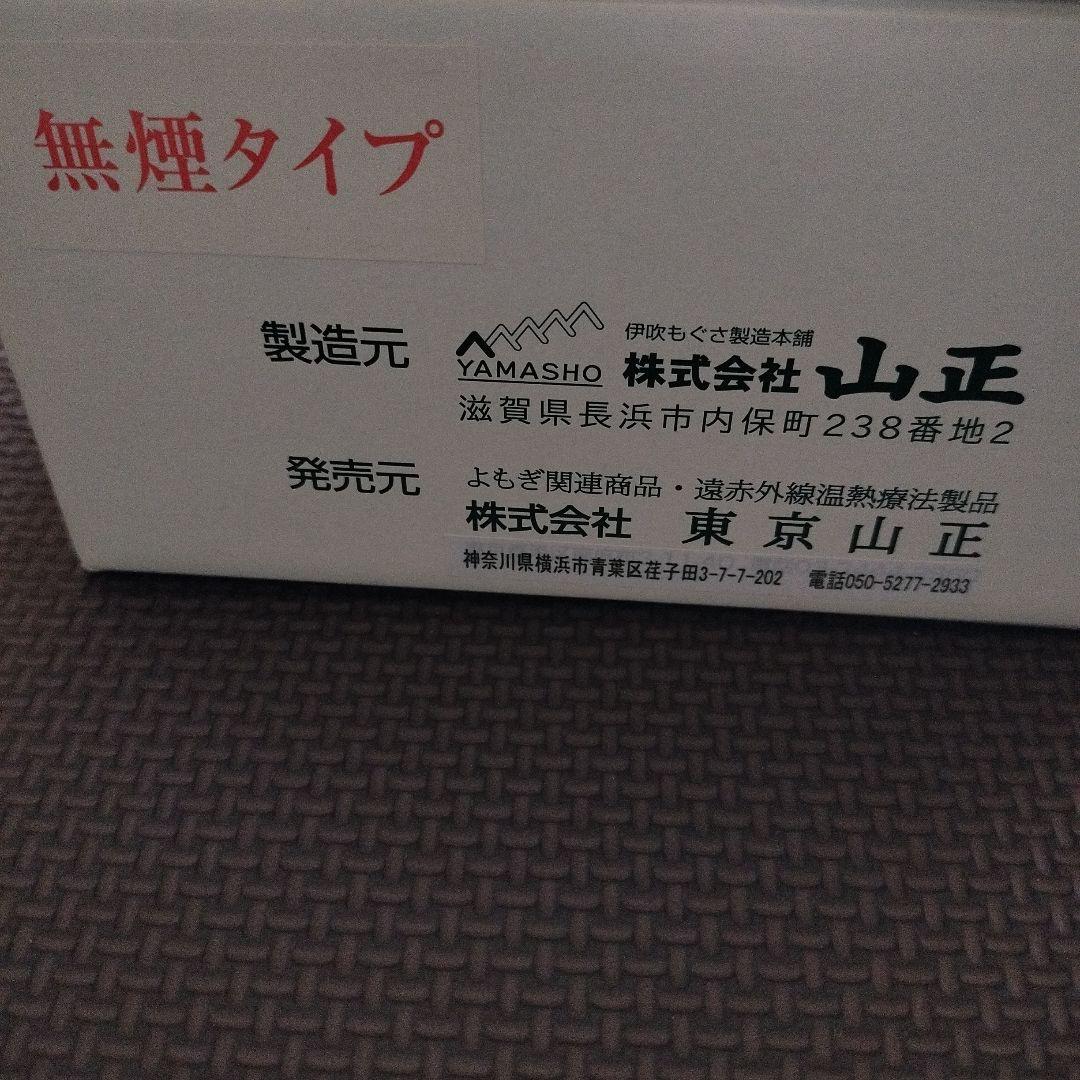 無煙タイプ
製造元 YAMASHO 伊吹もぐさ製造本舗
株式会社 山正
滋賀県長浜市内保町238番地2
発売元 よもぎ関連商品・遠赤外線温熱療法製品
株式会社 東京山正
神奈川県横浜市青葉区荏子田3-7-7-202 電話050-5277-2933